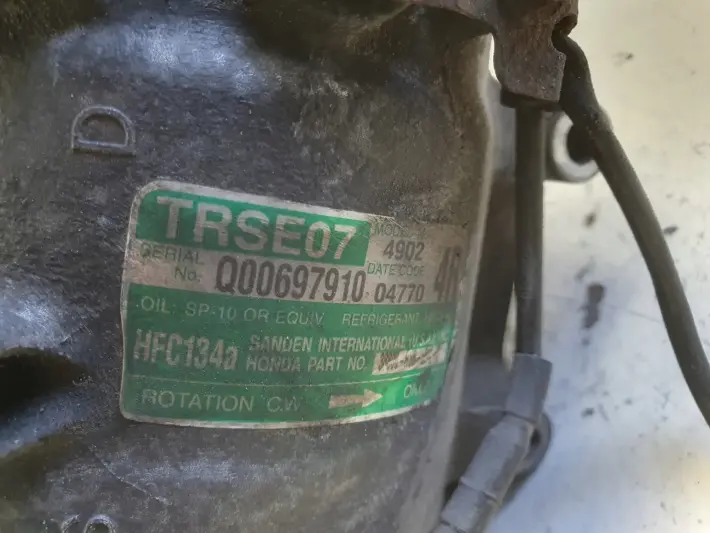 D
TRSE07
MODEL
4902
SERIAL
No.
Q00697910
DATE CODE
04770
OIL: SP-10 OR EQUIV.
REFRIGERANT
HFC134a
SANDEN INTERNATIONAL
HONDA PART NO.
ROTATION C.W.